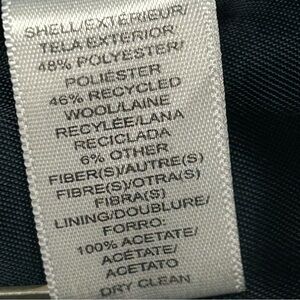 SHELL/EXTERIEUR/
TELA EXTERIOR
48% POLYESTER/
POLIÉSTER
46% RECYCLED
WOOL/LAINE
RECYLÉE/LANA
RECICLADA
6% OTHER
FIBER(S)/AUTRE(S)
FIBRE(S)/OTRA(S)
FIBRA(S)
LINING/DOUBLURE/
FORRO:
100% ACETATE/
ACÉTATE/
ACETATO
DRY CLEAN